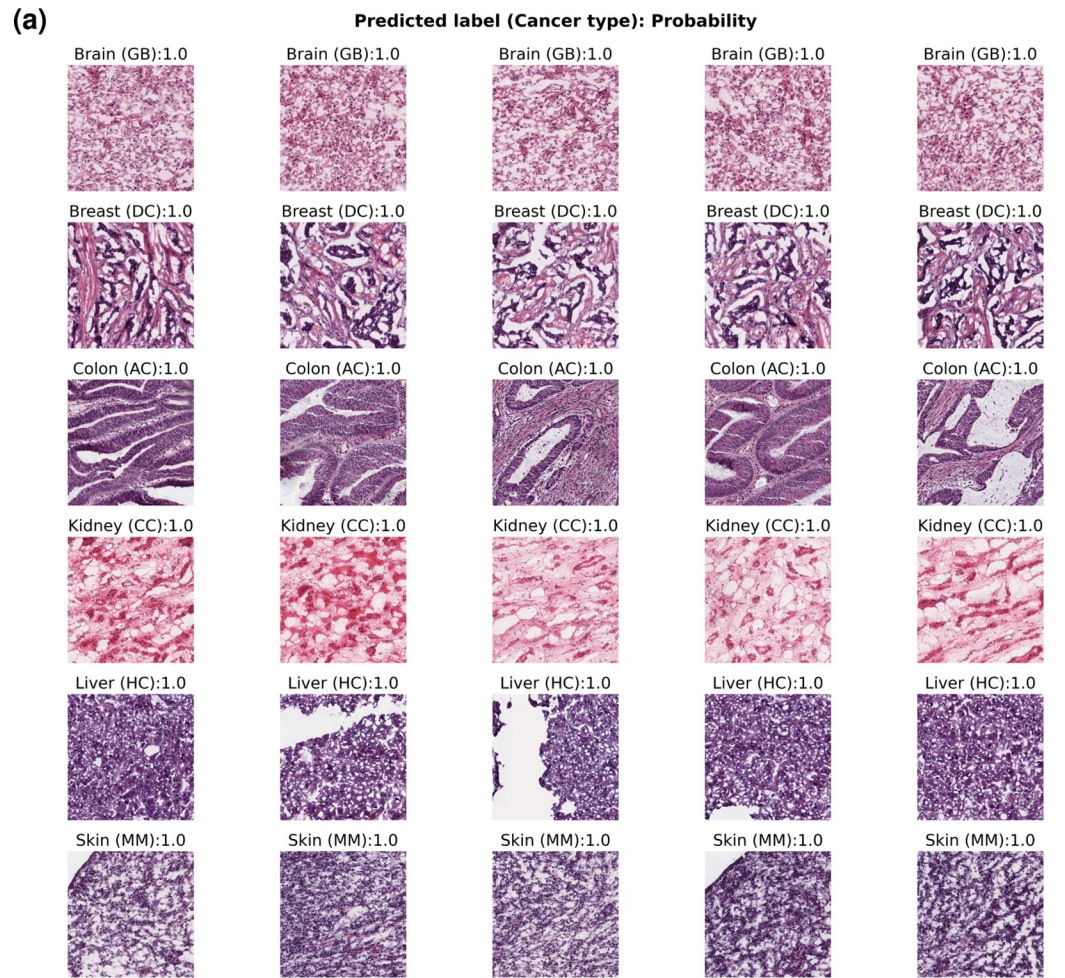 (a)
Predicted label (Cancer type): Probability
Brain (GB):1.0 Brain (GB):1.0 Brain (GB):1.0 Brain (GB):1.0 Brain (GB):1.0
Breast (DC):1.0 Breast (DC):1.0 Breast (DC):1.0 Breast (DC):1.0 Breast (DC):1.0
Colon (AC):1.0 Colon (AC):1.0 Colon (AC):1.0 Colon (AC):1.0 Colon (AC):1.0
Kidney (CC):1.0 Kidney (CC):1.0 Kidney (CC):1.0 Kidney (CC):1.0 Kidney (CC):1.0
Liver (HC):1.0 Liver (HC):1.0 Liver (HC):1.0 Liver (HC):1.0 Liver (HC):1.0
Skin (MM):1.0 Skin (MM):1.0 Skin (MM):1.0 Skin (MM):1.0 Skin (MM):1.0